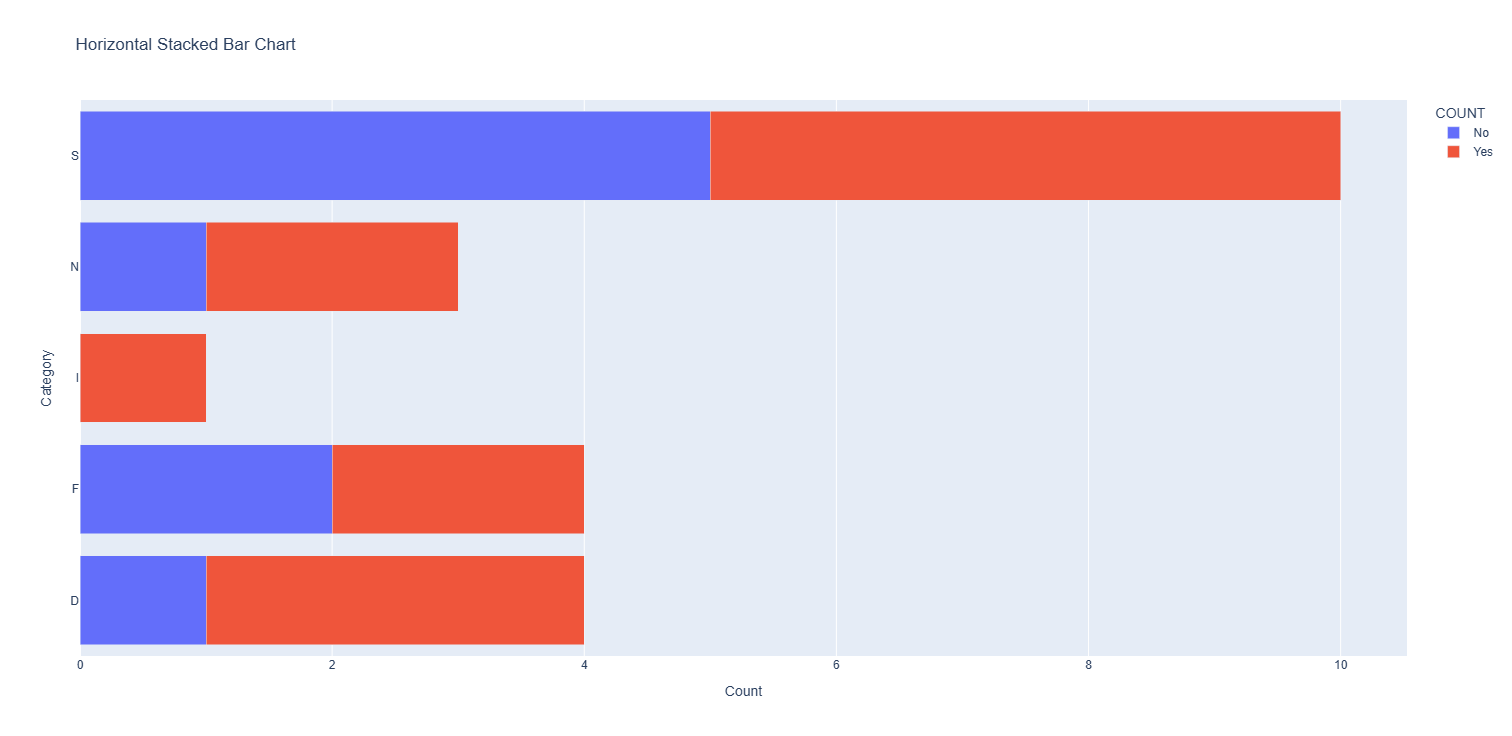 Horizontal Stacked Bar Chart
COUNT
No
Yes
S
N
I
F
D
Category
0 2 4 6 8 10
Count